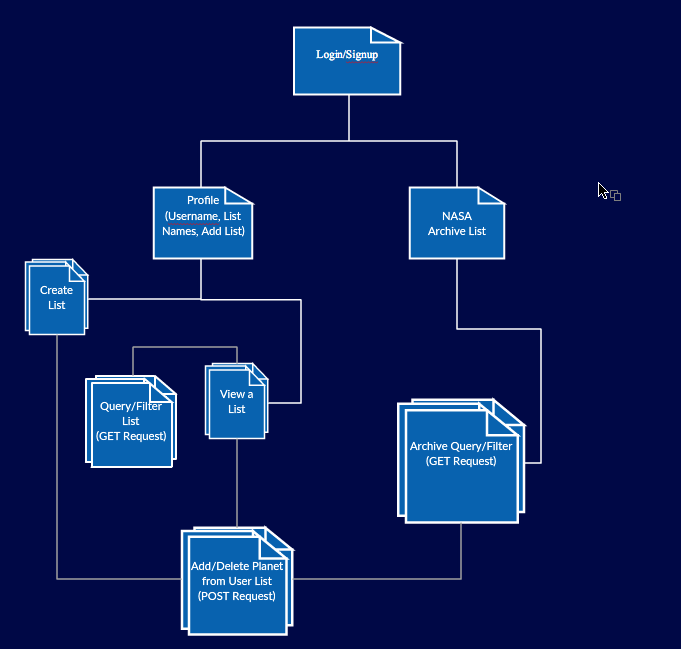 Login/Signup
Profile
(Username, List
Names, Add List)
NASA
Archive List
Create
List
View a
List
Query/Filter
List
(GET Request)
Archive Query/Filter
(GET Request)
Add/Delete Planet
from User List
(POST Request)